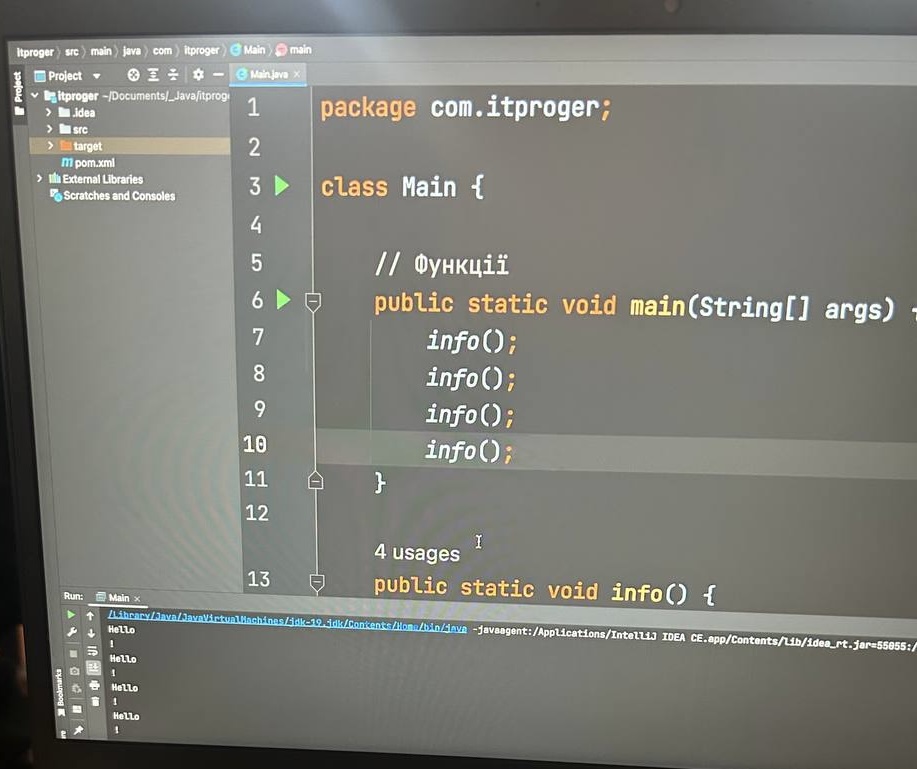 itproger src main java com itproger Main main
Project
Project
Main.java
itproger ~/Documents/_Java/itprog
.idea
src
target
pom.xml
External Libraries
Scratches and Consoles
1 package com.itproger;
2
3 class Main {
4
5 // Функції
6 public static void main(String[] args) {
7 info();
8 info();
9 info();
10 info();
11 }
12
4 usages
13 public static void info() {
Run: Main
/Library/Java/JavaVirtualMachines/jdk-19.jdk/Contents/Home/bin/java -javaagent:/Applications/IntelliJ IDEA CE.app/Contents/lib/idea_rt.jar=55055:/
Hello
!
Hello
!
Hello
!
Hello
!
Bookmarks